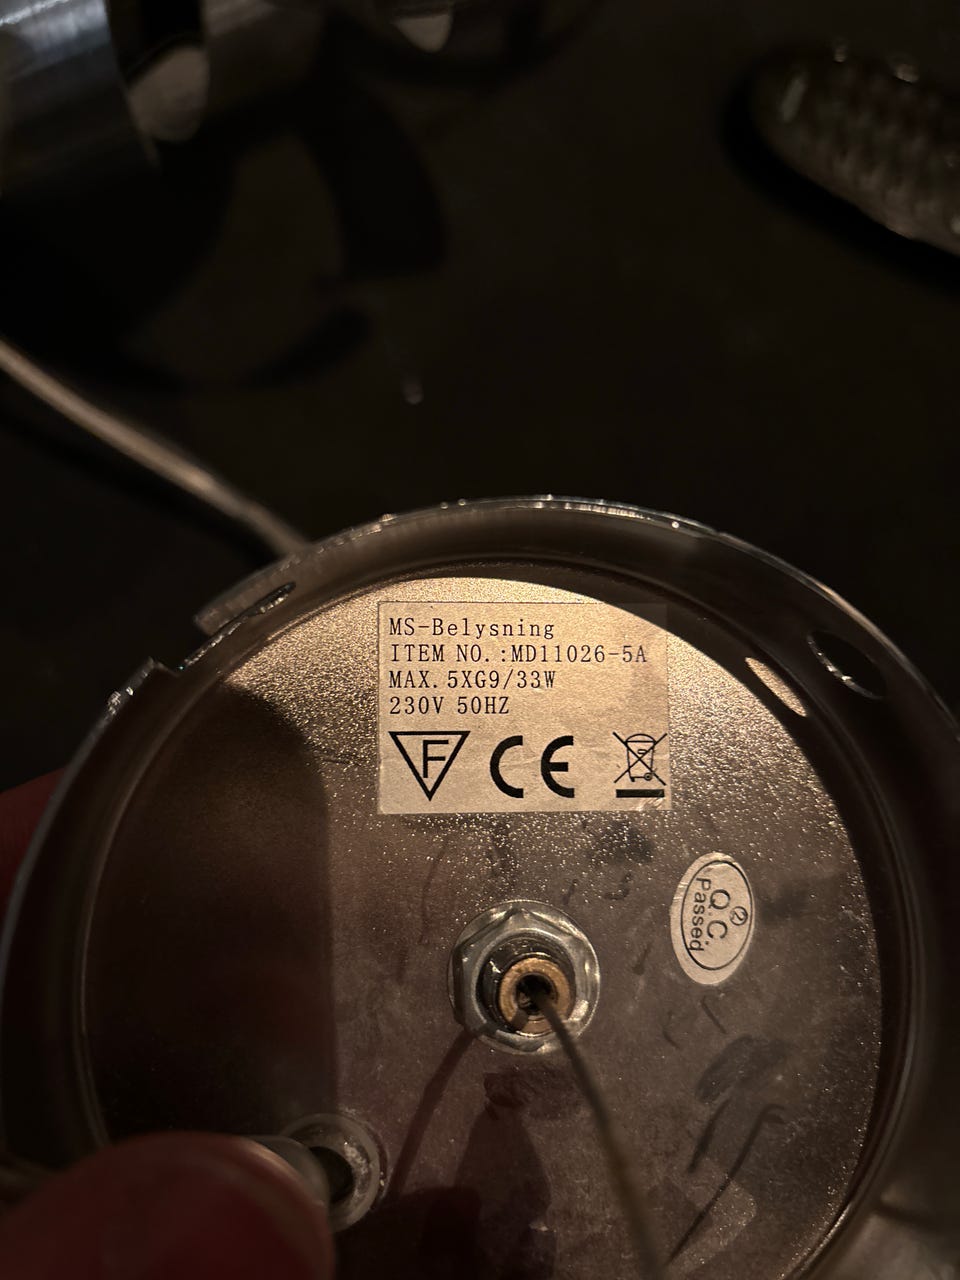 MS-Belysning
ITEM NO.:MD11026-5A
MAX.5XG9/33W
230V 50HZ
F CE
Q.C.
Passed